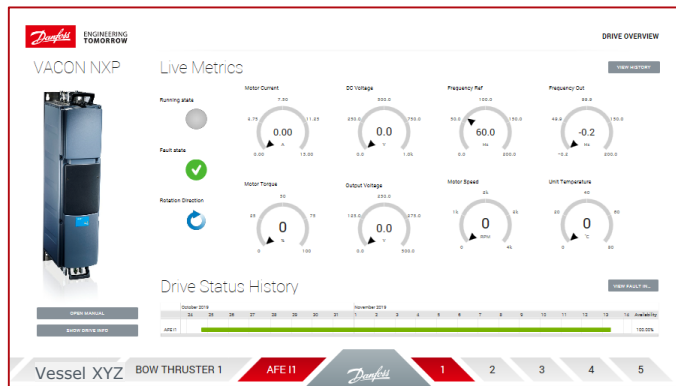 Danfoss
ENGINEERING
TOMORROW
DRIVE OVERVIEW
VACON NXP
Live Metrics
VIEW HISTORY
Running state
Motor Current
DC Voltage
Frequency Ref
Frequency Out
7.50
500.0
100.0
3.75
11.25
250.0
750.0
50.0
150.0
150.0
0.00
A
0.0
V
60.0
Hz
-0.2
Hz
0.00
15.00
0.0
1.0k
0.0
200.0
-0.2
200.0
Fault state
Rotation Direction
Motor Torque
Output Voltage
Motor Speed
Unit Temperature
50
250.0
2k
40
25
75
125.0
375.0
1k
3k
20
60
0
%
0.0
V
0
RPM
0
°C
0
100
0.0
500.0
0
4k
0
80
Drive Status History
VIEW FAULT IN...
OPEN MANUAL
SHOW DRIVE INFO
October 2019
November 2019
24 25 26 27 28 29 30 31 1 2 3 4 5 6 7 8 9 10 11 12 13 14 Availability
AFE I1
100.00%
Vessel XYZ
BOW THRUSTER 1
AFE I1
Danfoss
1
2
3
4
5